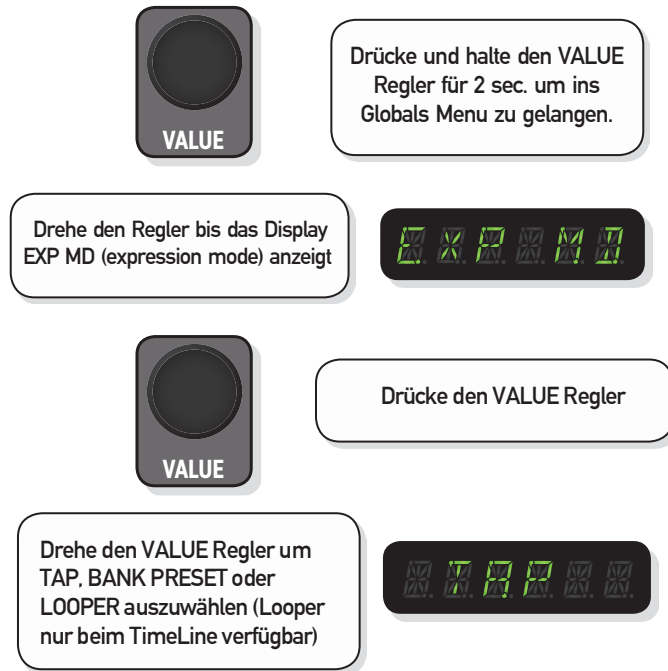 VALUE
Drücke und halte den VALUE
Regler für 2 sec. um ins
Globals Menu zu gelangen.
Drehe den Regler bis das Display
EXP MD (expression mode) anzeigt
EXP MD
VALUE
Drücke den VALUE Regler
Drehe den VALUE Regler um
TAP, BANK PRESET oder
LOOPER auszuwählen (Looper
nur beim TimeLine verfügbar)
TAP